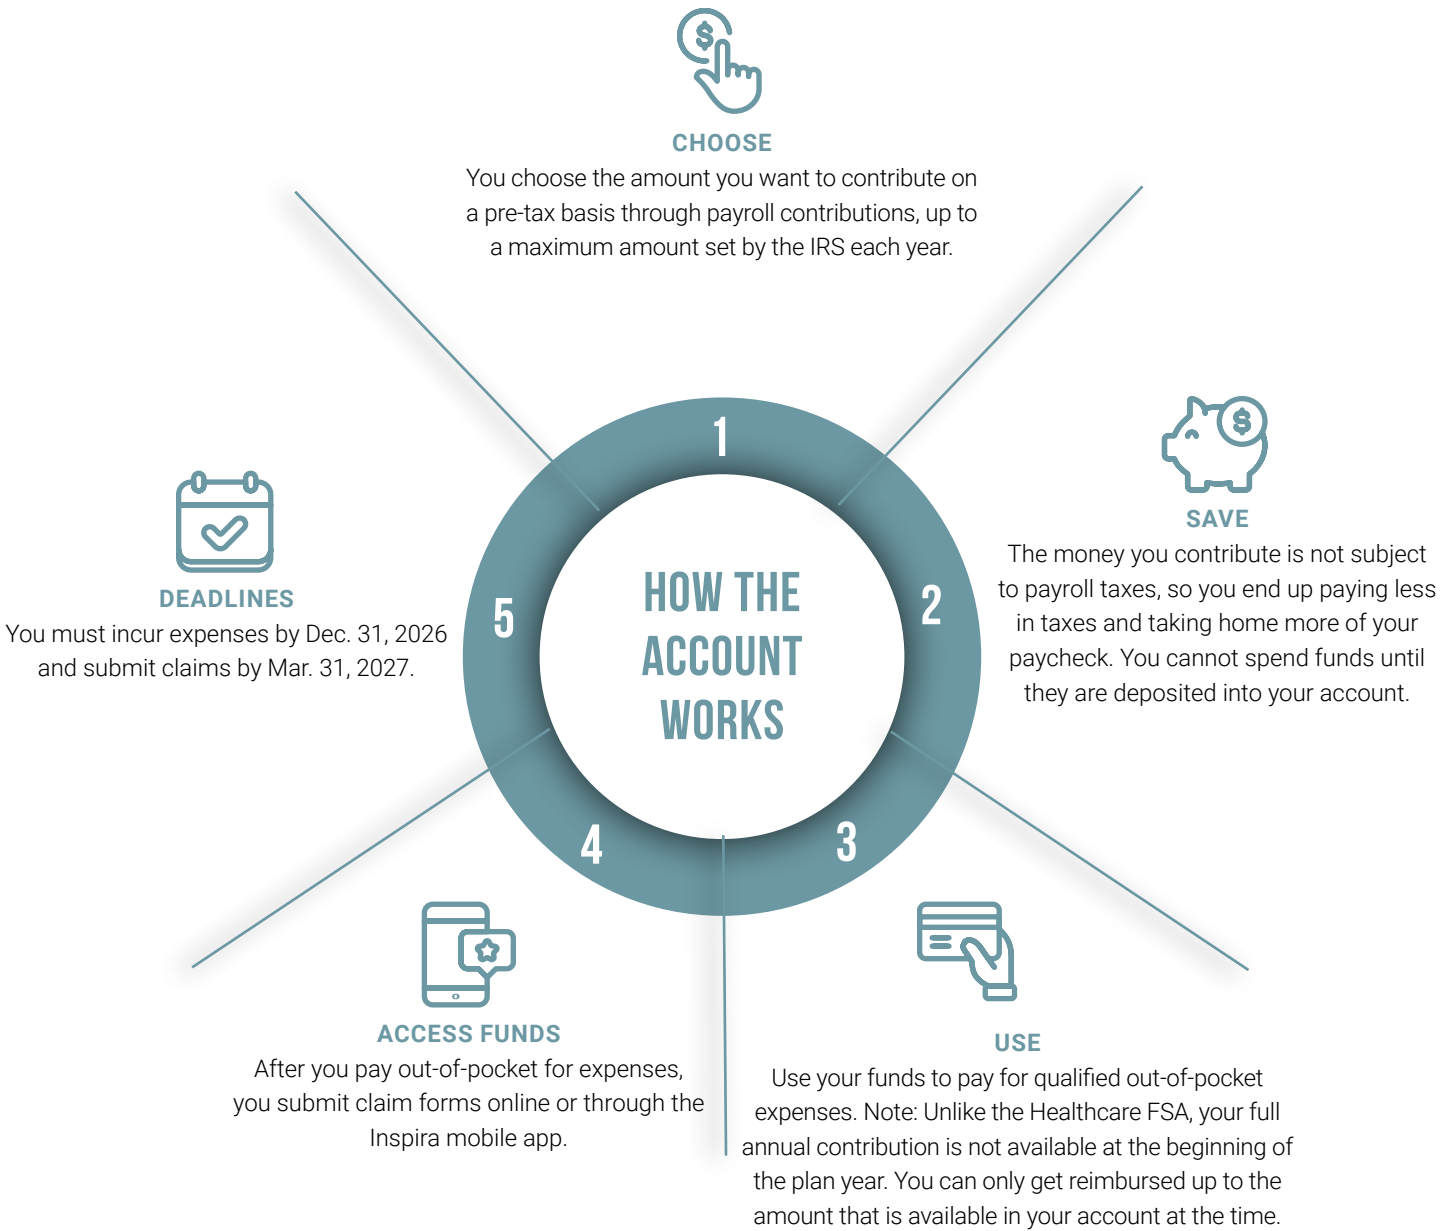 CHOOSE
You choose the amount you want to contribute on
a pre-tax basis through payroll contributions, up to
a maximum amount set by the IRS each year.
1
HOW THE
ACCOUNT
WORKS
2
SAVE
The money you contribute is not subject
to payroll taxes, so you end up paying less
in taxes and taking home more of your
paycheck. You cannot spend funds until
they are deposited into your account.
3
USE
Use your funds to pay for qualified out-of-pocket
expenses. Note: Unlike the Healthcare FSA, your full
annual contribution is not available at the beginning of
the plan year. You can only get reimbursed up to the
amount that is available in your account at the time.
4
ACCESS FUNDS
After you pay out-of-pocket for expenses,
you submit claim forms online or through the
Inspira mobile app.
5
DEADLINES
You must incur expenses by Dec. 31, 2026
and submit claims by Mar. 31, 2027.